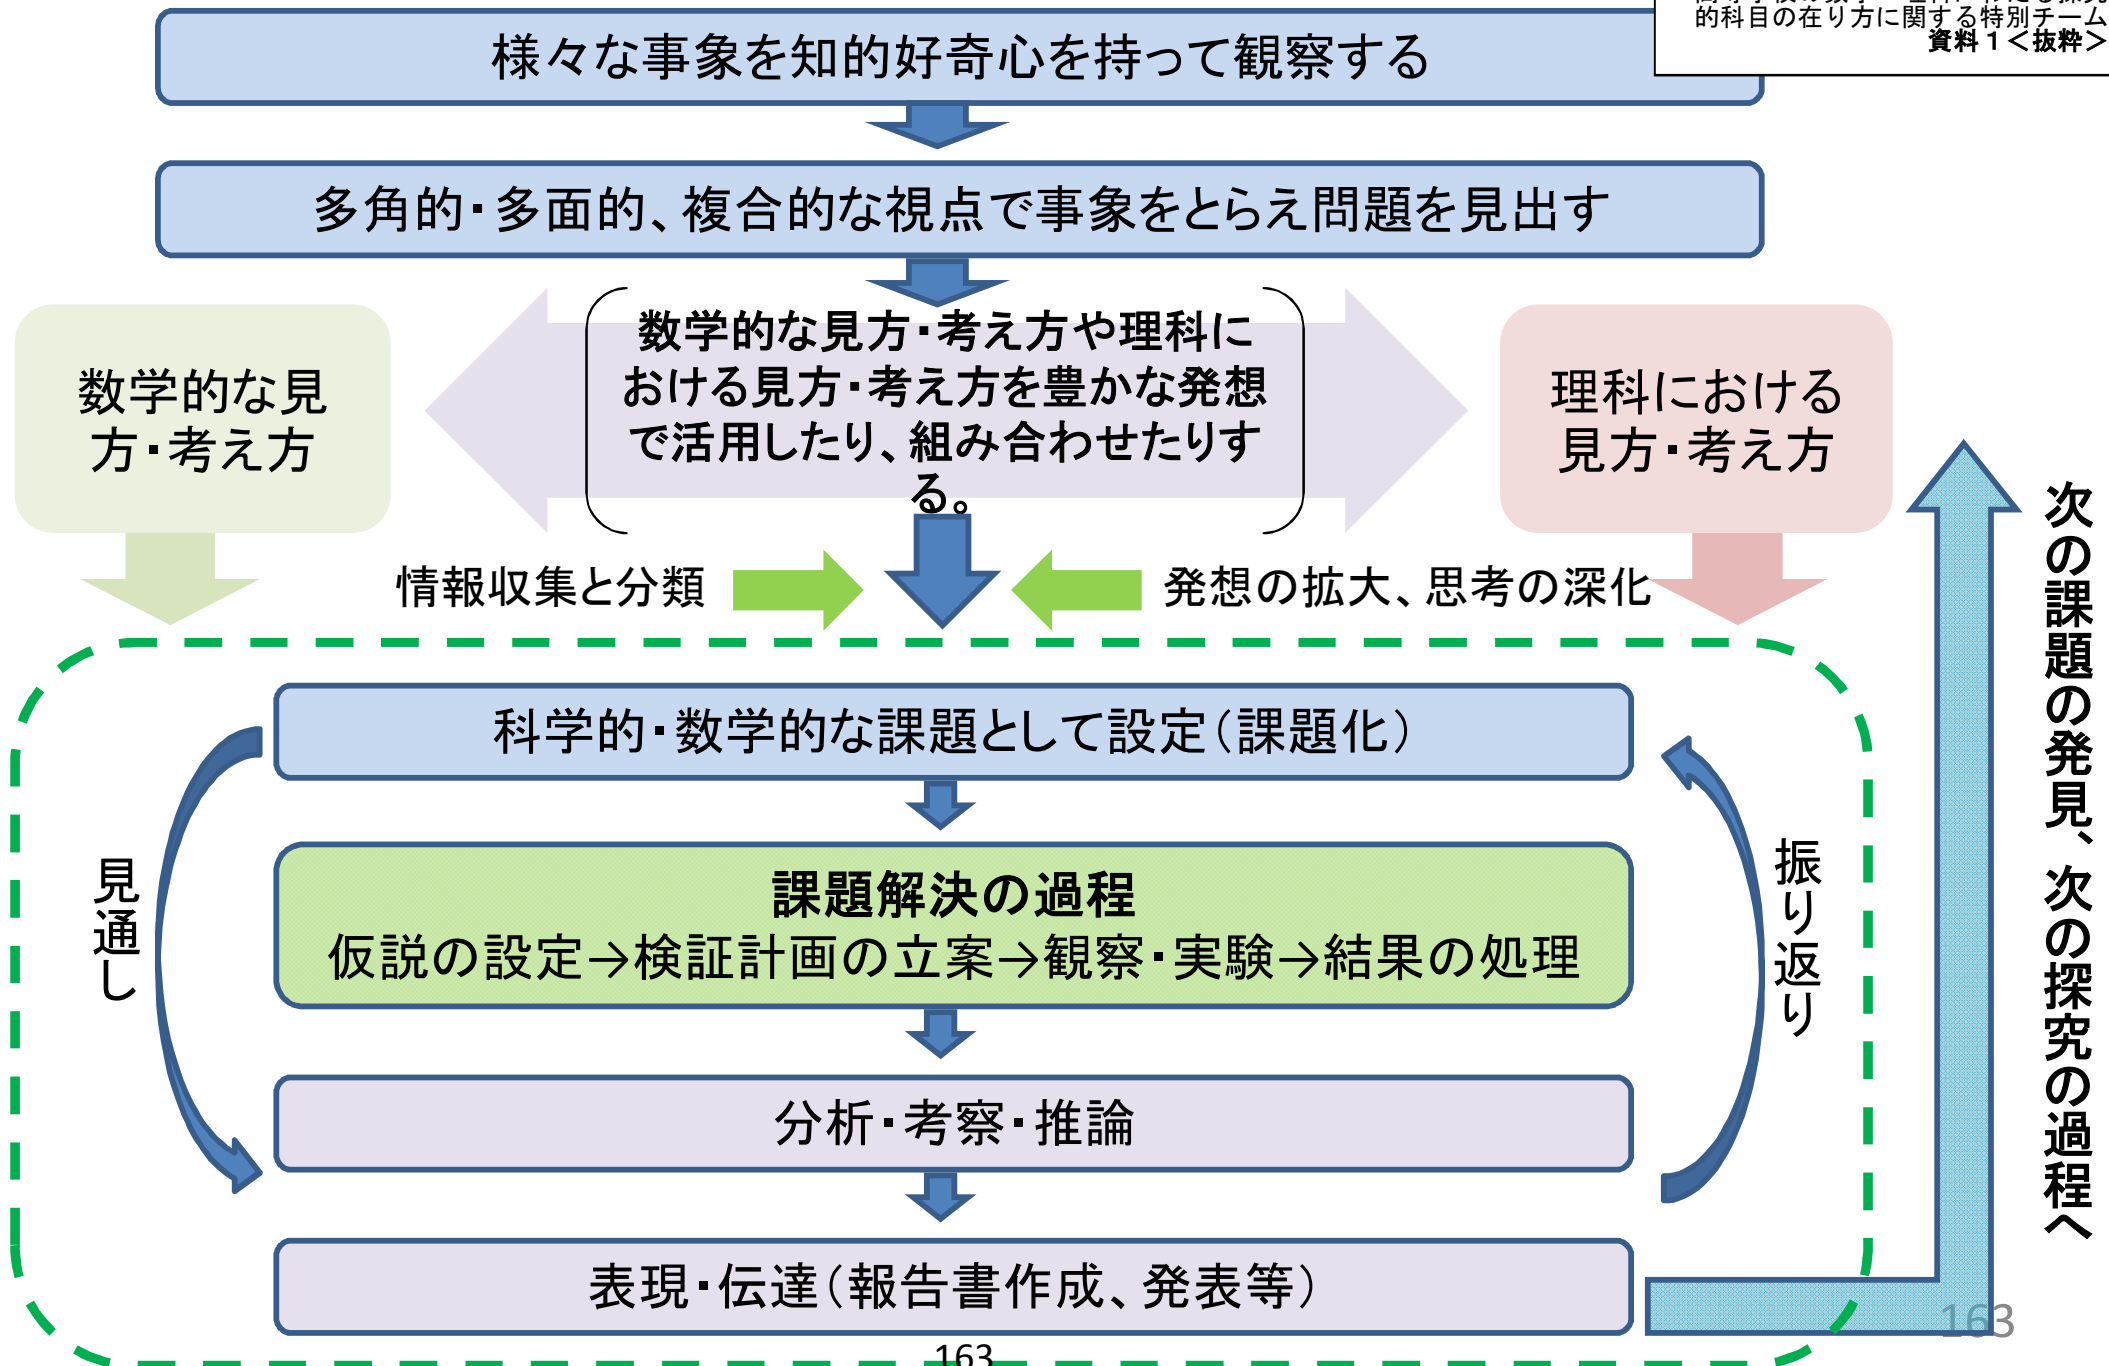 的科目の在り方に関する特別チーム
資料１＜抜粋＞
様々な事象を知的好奇心を持って観察する
多角的・多面的、複合的な視点で事象をとらえ問題を見出す
数学的な見方・考え方や理科に
おける見方・考え方を豊かな発想
で活用したり、組み合わせたりす
る。
数学的な見
方・考え方
理科における
見方・考え方
情報収集と分類
発想の拡大、思考の深化
科学的・数学的な課題として設定（課題化）
課題解決の過程
仮説の設定→検証計画の立案→観察・実験→結果の処理
分析・考察・推論
表現・伝達（報告書作成、発表等）
見通し
振り返り
次の課題の発見、次の探究の過程へ
163
163